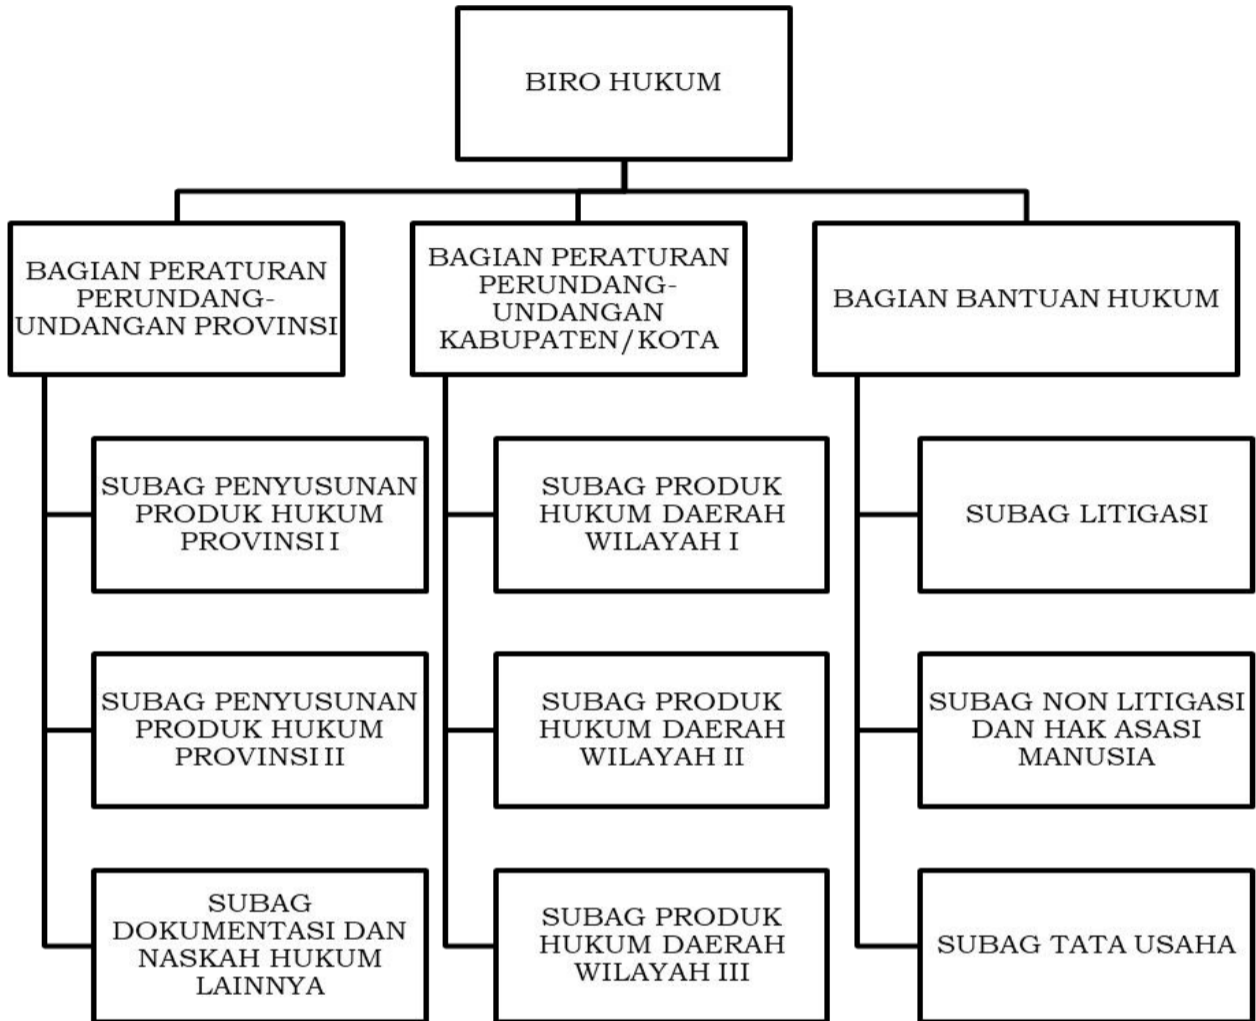 BIRO HUKUM
BAGIAN PERATURAN
PERUNDANG-
UNDANGAN PROVINSI
BAGIAN PERATURAN
PERUNDANG-
UNDANGAN
KABUPATEN/KOTA
BAGIAN BANTUAN HUKUM
SUBAG PENYUSUNAN
PRODUK HUKUM
PROVINSI I
SUBAG PRODUK
HUKUM DAERAH
WILAYAH I
SUBAG LITIGASI
SUBAG PENYUSUNAN
PRODUK HUKUM
PROVINSI II
SUBAG PRODUK
HUKUM DAERAH
WILAYAH II
SUBAG NON LITIGASI
DAN HAK ASASI
MANUSIA
SUBAG
DOKUMENTASI DAN
NASKAH HUKUM
LAINNYA
SUBAG PRODUK
HUKUM DAERAH
WILAYAH III
SUBAG TATA USAHA